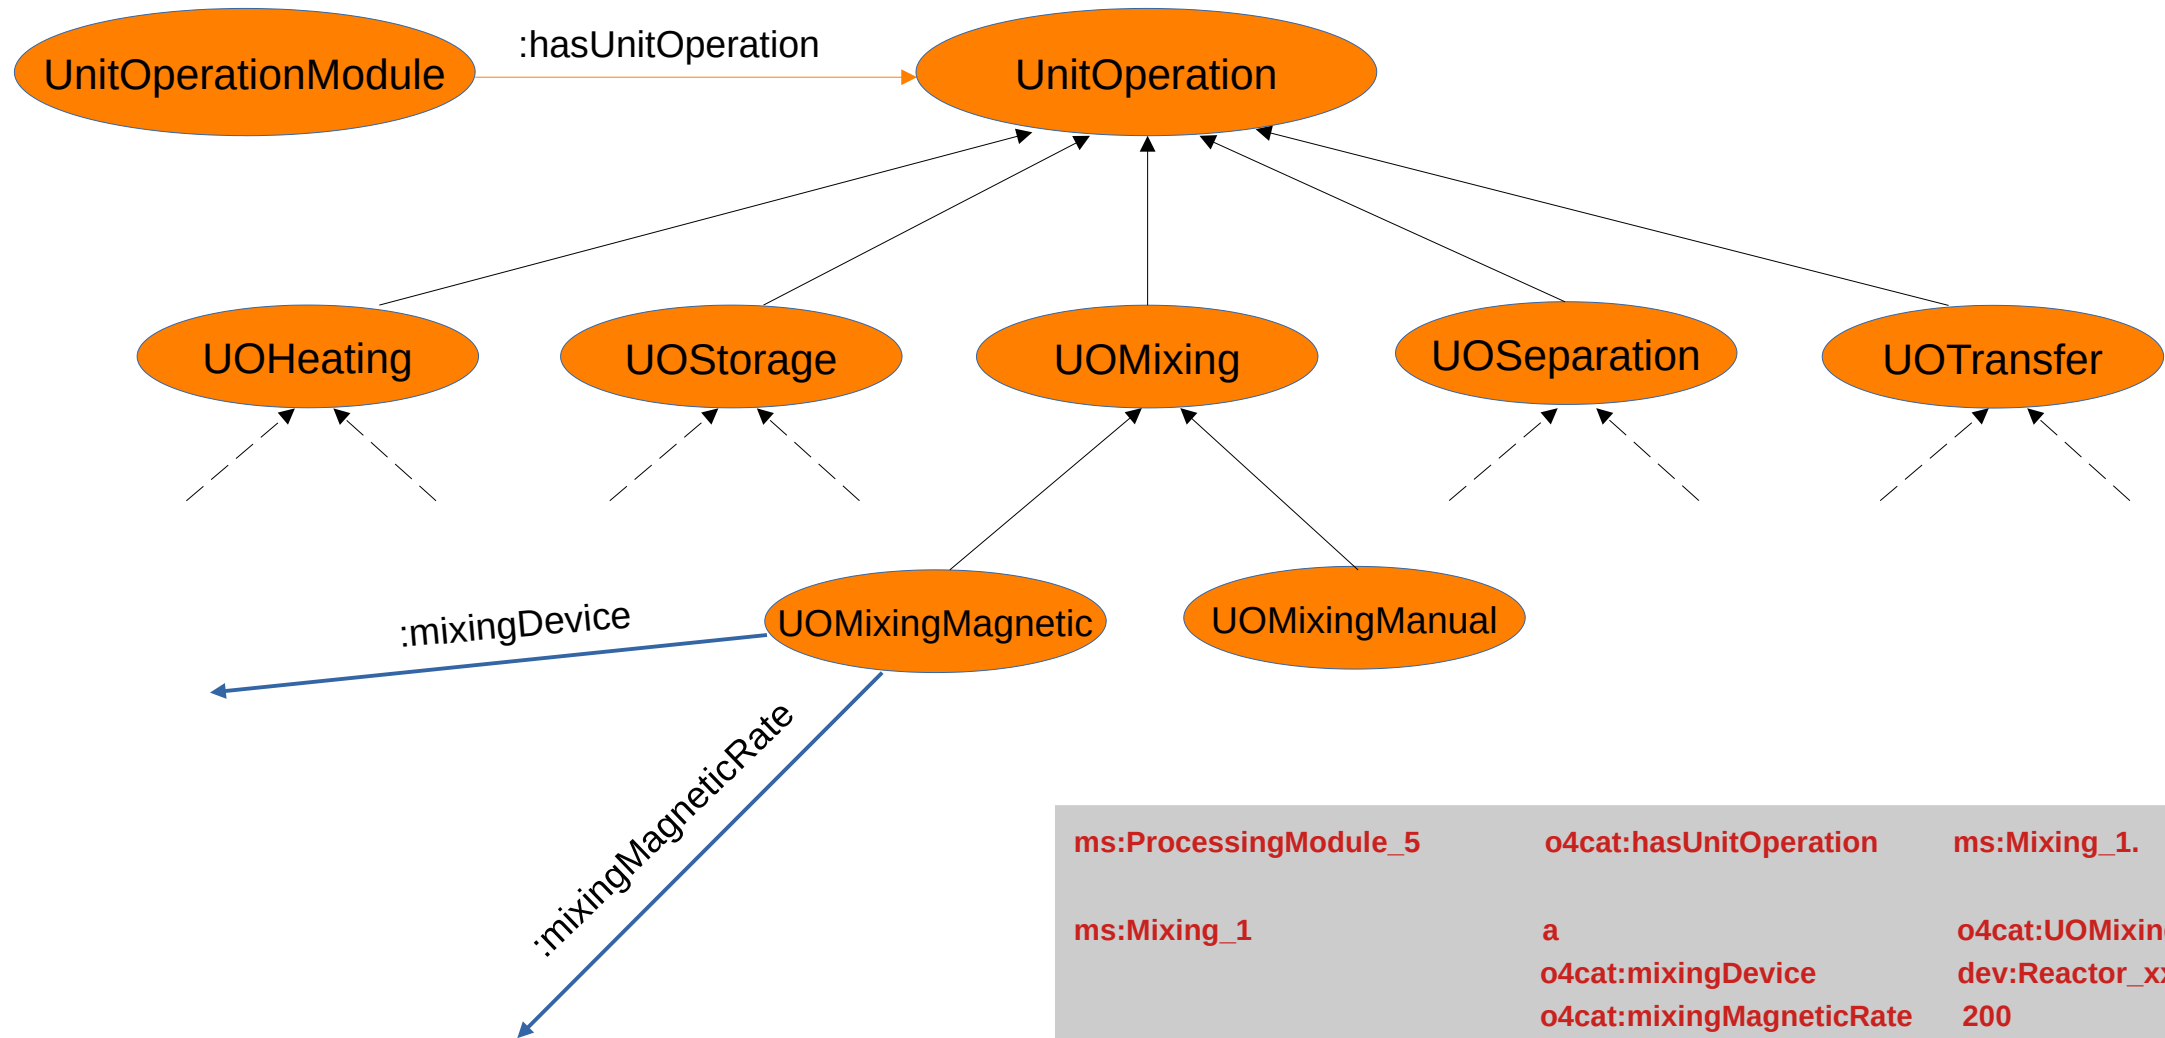 :hasUnitOperation
UnitOperationModule
UnitOperation
UOHeating
UOStorage
UOMixing
UOSeparation
UOTransfer
:mixingDevice
UOMixingMagnetic
UOMixingManual
:mixingMagneticRate
ms:ProcessingModule_5 o4cat:hasUnitOperation ms:Mixing_1.
ms:Mixing_1 a
o4cat:mixingDevice
o4cat:mixingMagneticRate 200